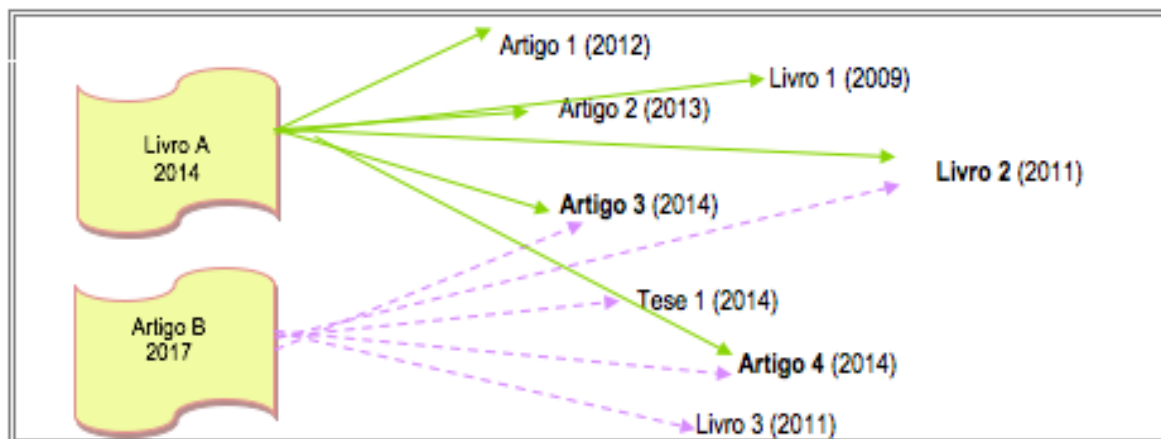 Artigo 1 (2012)
Livro 1 (2009)
Artigo 2 (2013)
Livro A
2014
Livro 2 (2011)
Artigo 3 (2014)
Tese 1 (2014)
Artigo B
2017
Artigo 4 (2014)
Livro 3 (2011)